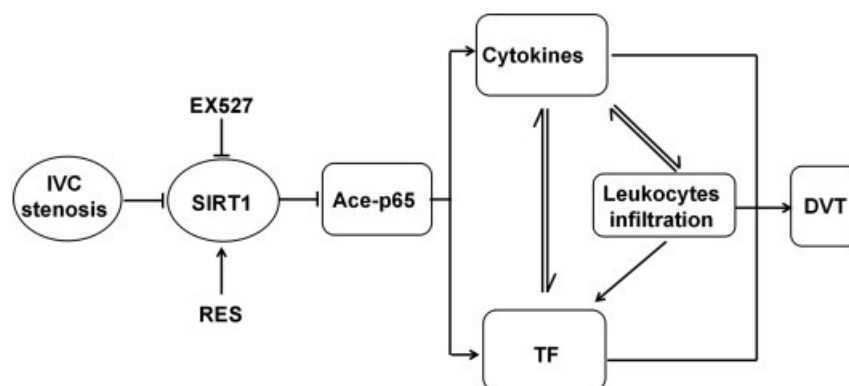 Cytokines
EX527
IVC
stenosis
SIRT1
Ace-p65
Leukocytes
infiltration
DVT
RES
TF